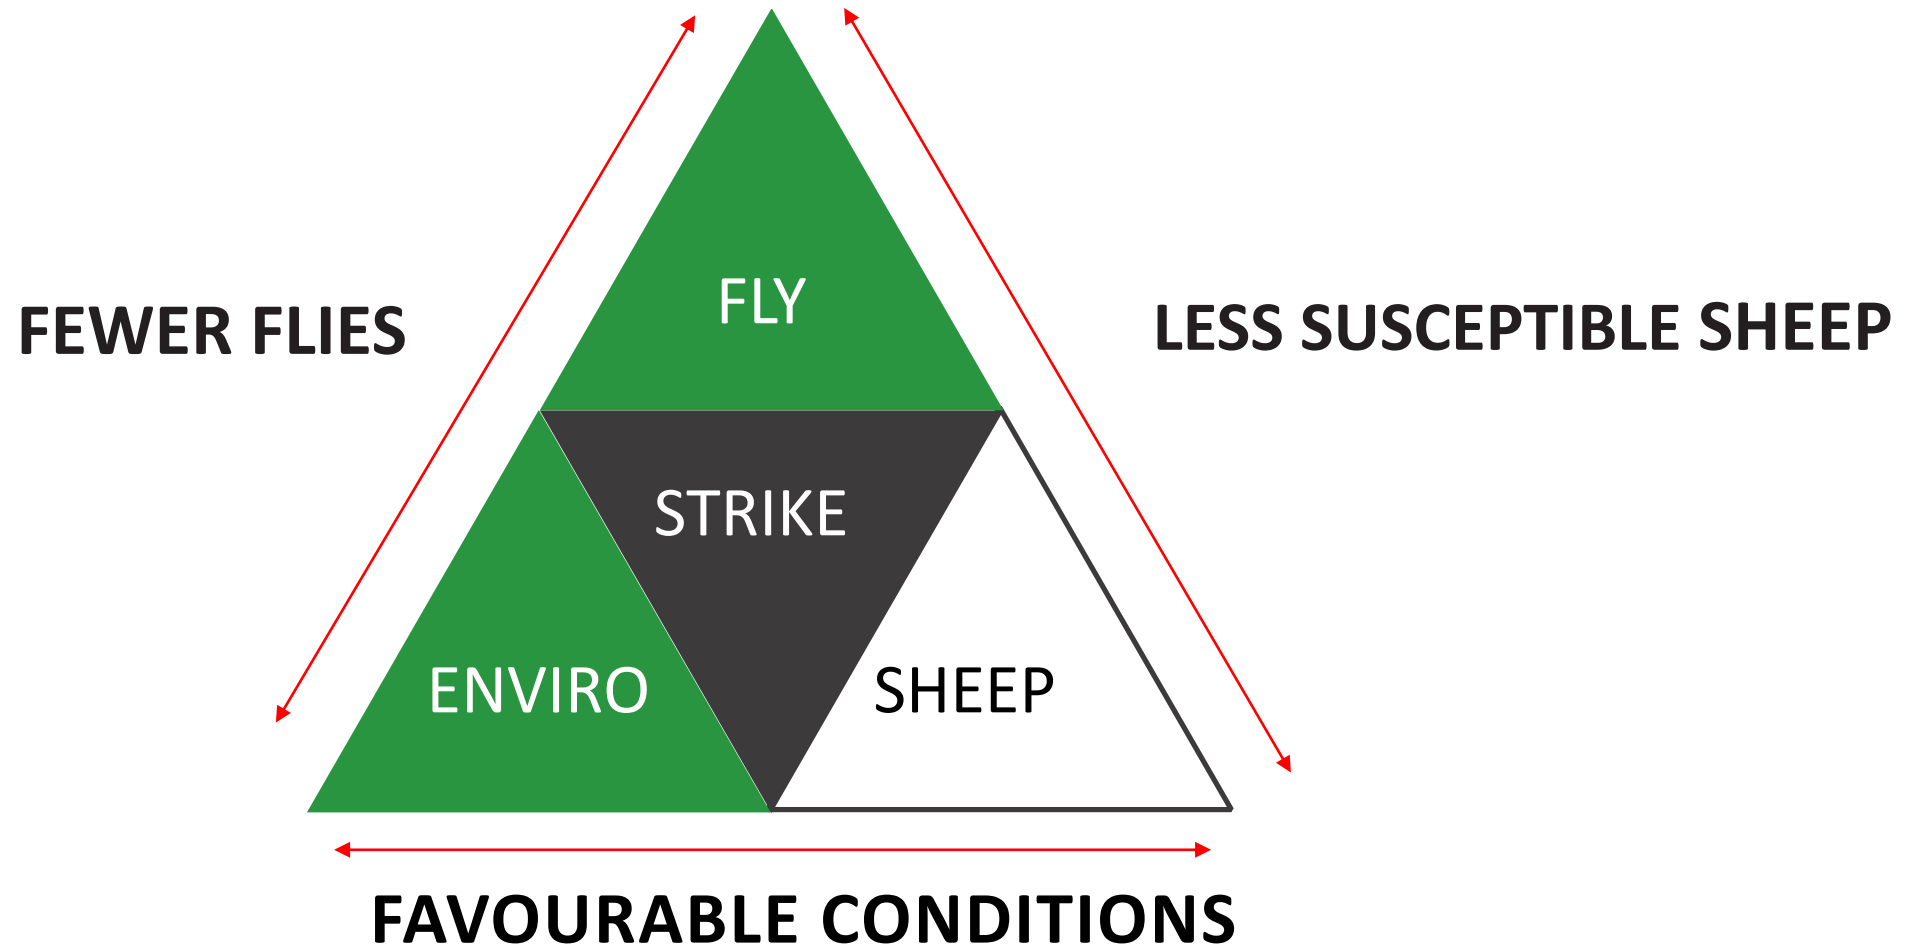 FLY
FEWER FLIES
LESS SUSCEPTIBLE SHEEP
STRIKE
ENVIRO
SHEEP
FAVOURABLE CONDITIONS